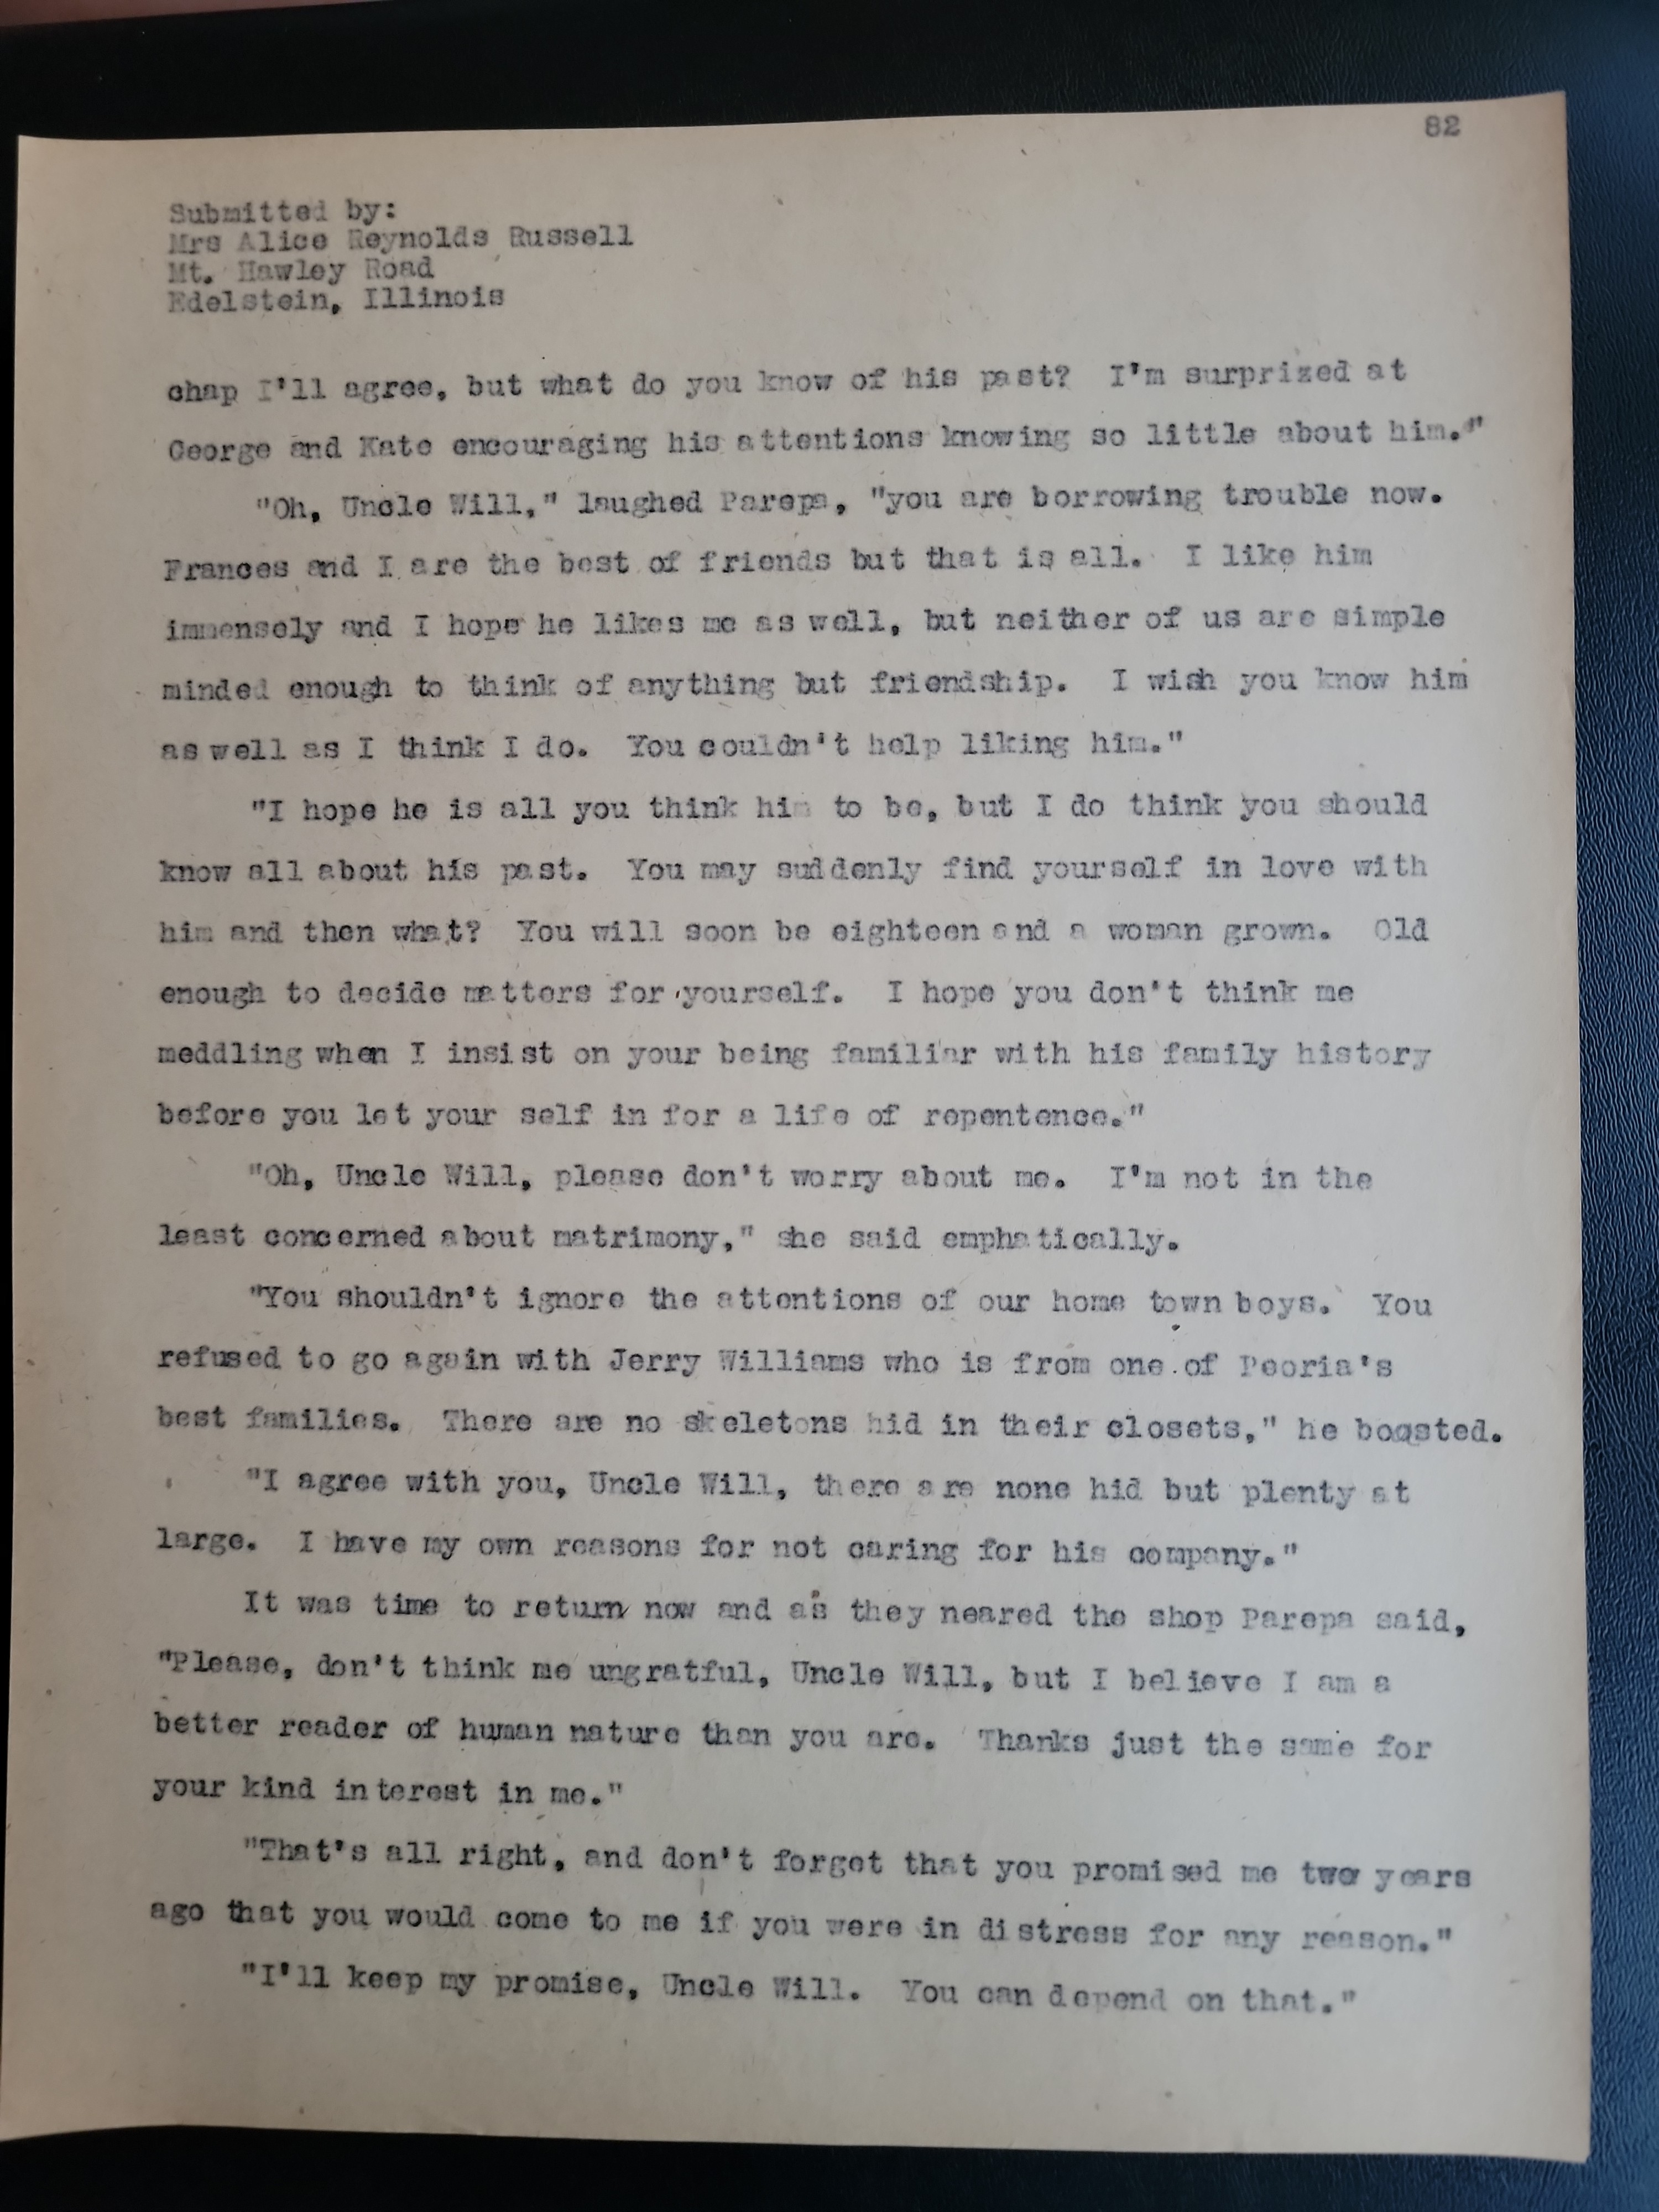 82
Submitted by:
Mrs Alice Reynolds Russell
Mt. Hawley Road
Edelstein, Illinois
chap I'll agree, but what do you know of his past?  I'm surprized at
George and Kate encouraging his attentions knowing so little about him."
"Oh, Uncle Will," laughed Parepa, "you are borrowing trouble now.
Frances and I are the best of friends but that is all.  I like him
immensely and I hope he likes me as well, but neither of us are simple
minded enough to think of anything but friendship.  I wish you know him
as well as I think I do.  You couldn't help liking him."
"I hope he is all you think him to be, but I do think you should
know all about his past.  You may suddenly find yourself in love with
him and then what?  You will soon be eighteen and a woman grown.  Old
enough to decide matters for yourself.  I hope you don't think me
meddling when I insist on your being familiar with his family history
before you let your self in for a life of repentence."
"Oh, Uncle Will, please don't worry about me.  I'm not in the
least concerned about matrimony," she said emphatically.
"You shouldn't ignore the attentions of our home town boys.  You
refused to go again with Jerry Williams who is from one of Peoria's
best families.  There are no skeletons hid in their closets," he boasted.
"I agree with you, Uncle Will, there are none hid but plenty at
large.  I have my own reasons for not caring for his company."
It was time to return now and as they neared the shop Parepa said,
"Please, don't think me ungratful, Uncle Will, but I believe I am a
better reader of human nature than you are.  Thanks just the same for
your kind interest in me."
"That's all right, and don't forget that you promised me two years
ago that you would come to me if you were in distress for any reason."
"I'll keep my promise, Uncle Will.  You can depend on that."